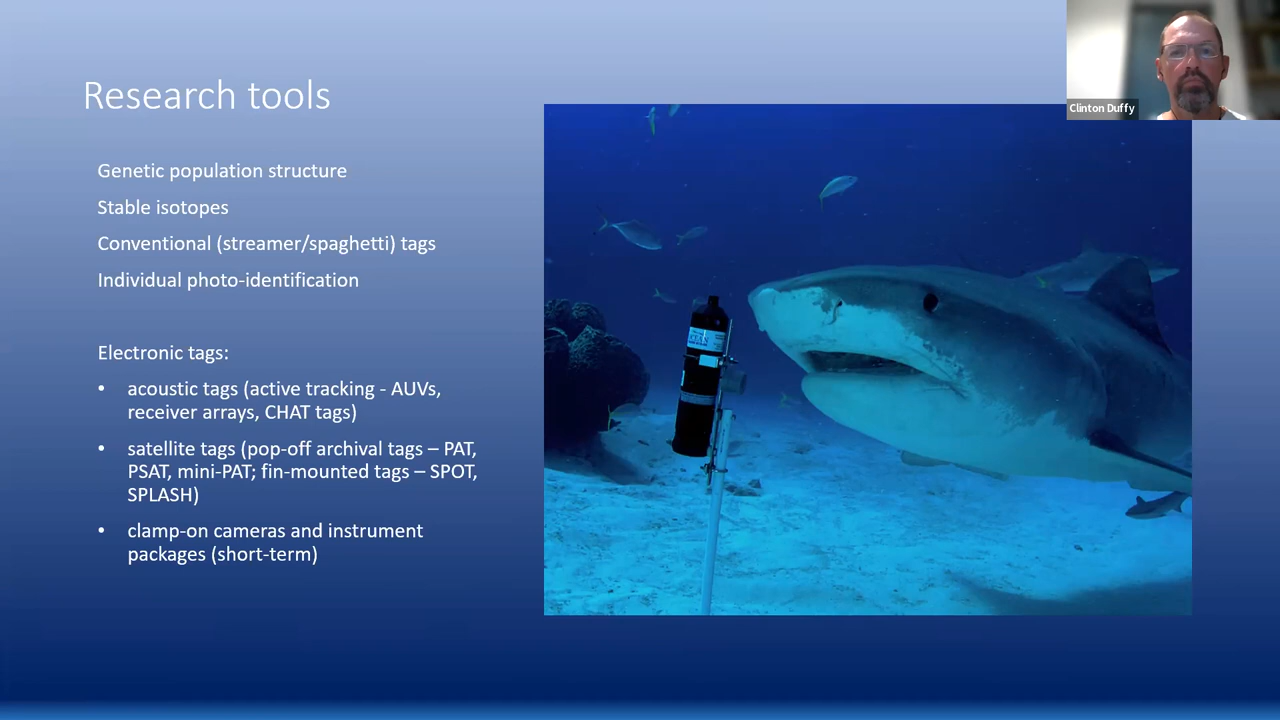 Research tools
Clinton Duffy
Genetic population structure
Stable isotopes
Conventional (streamer/spaghetti) tags
Individual photo-identification
Electronic tags:
• acoustic tags (active tracking - AUVs,
receiver arrays, CHAT tags)
• satellite tags (pop-off archival tags – PAT,
PSAT, mini-PAT; fin-mounted tags – SPOT,
SPLASH)
• clamp-on cameras and instrument
packages (short-term)